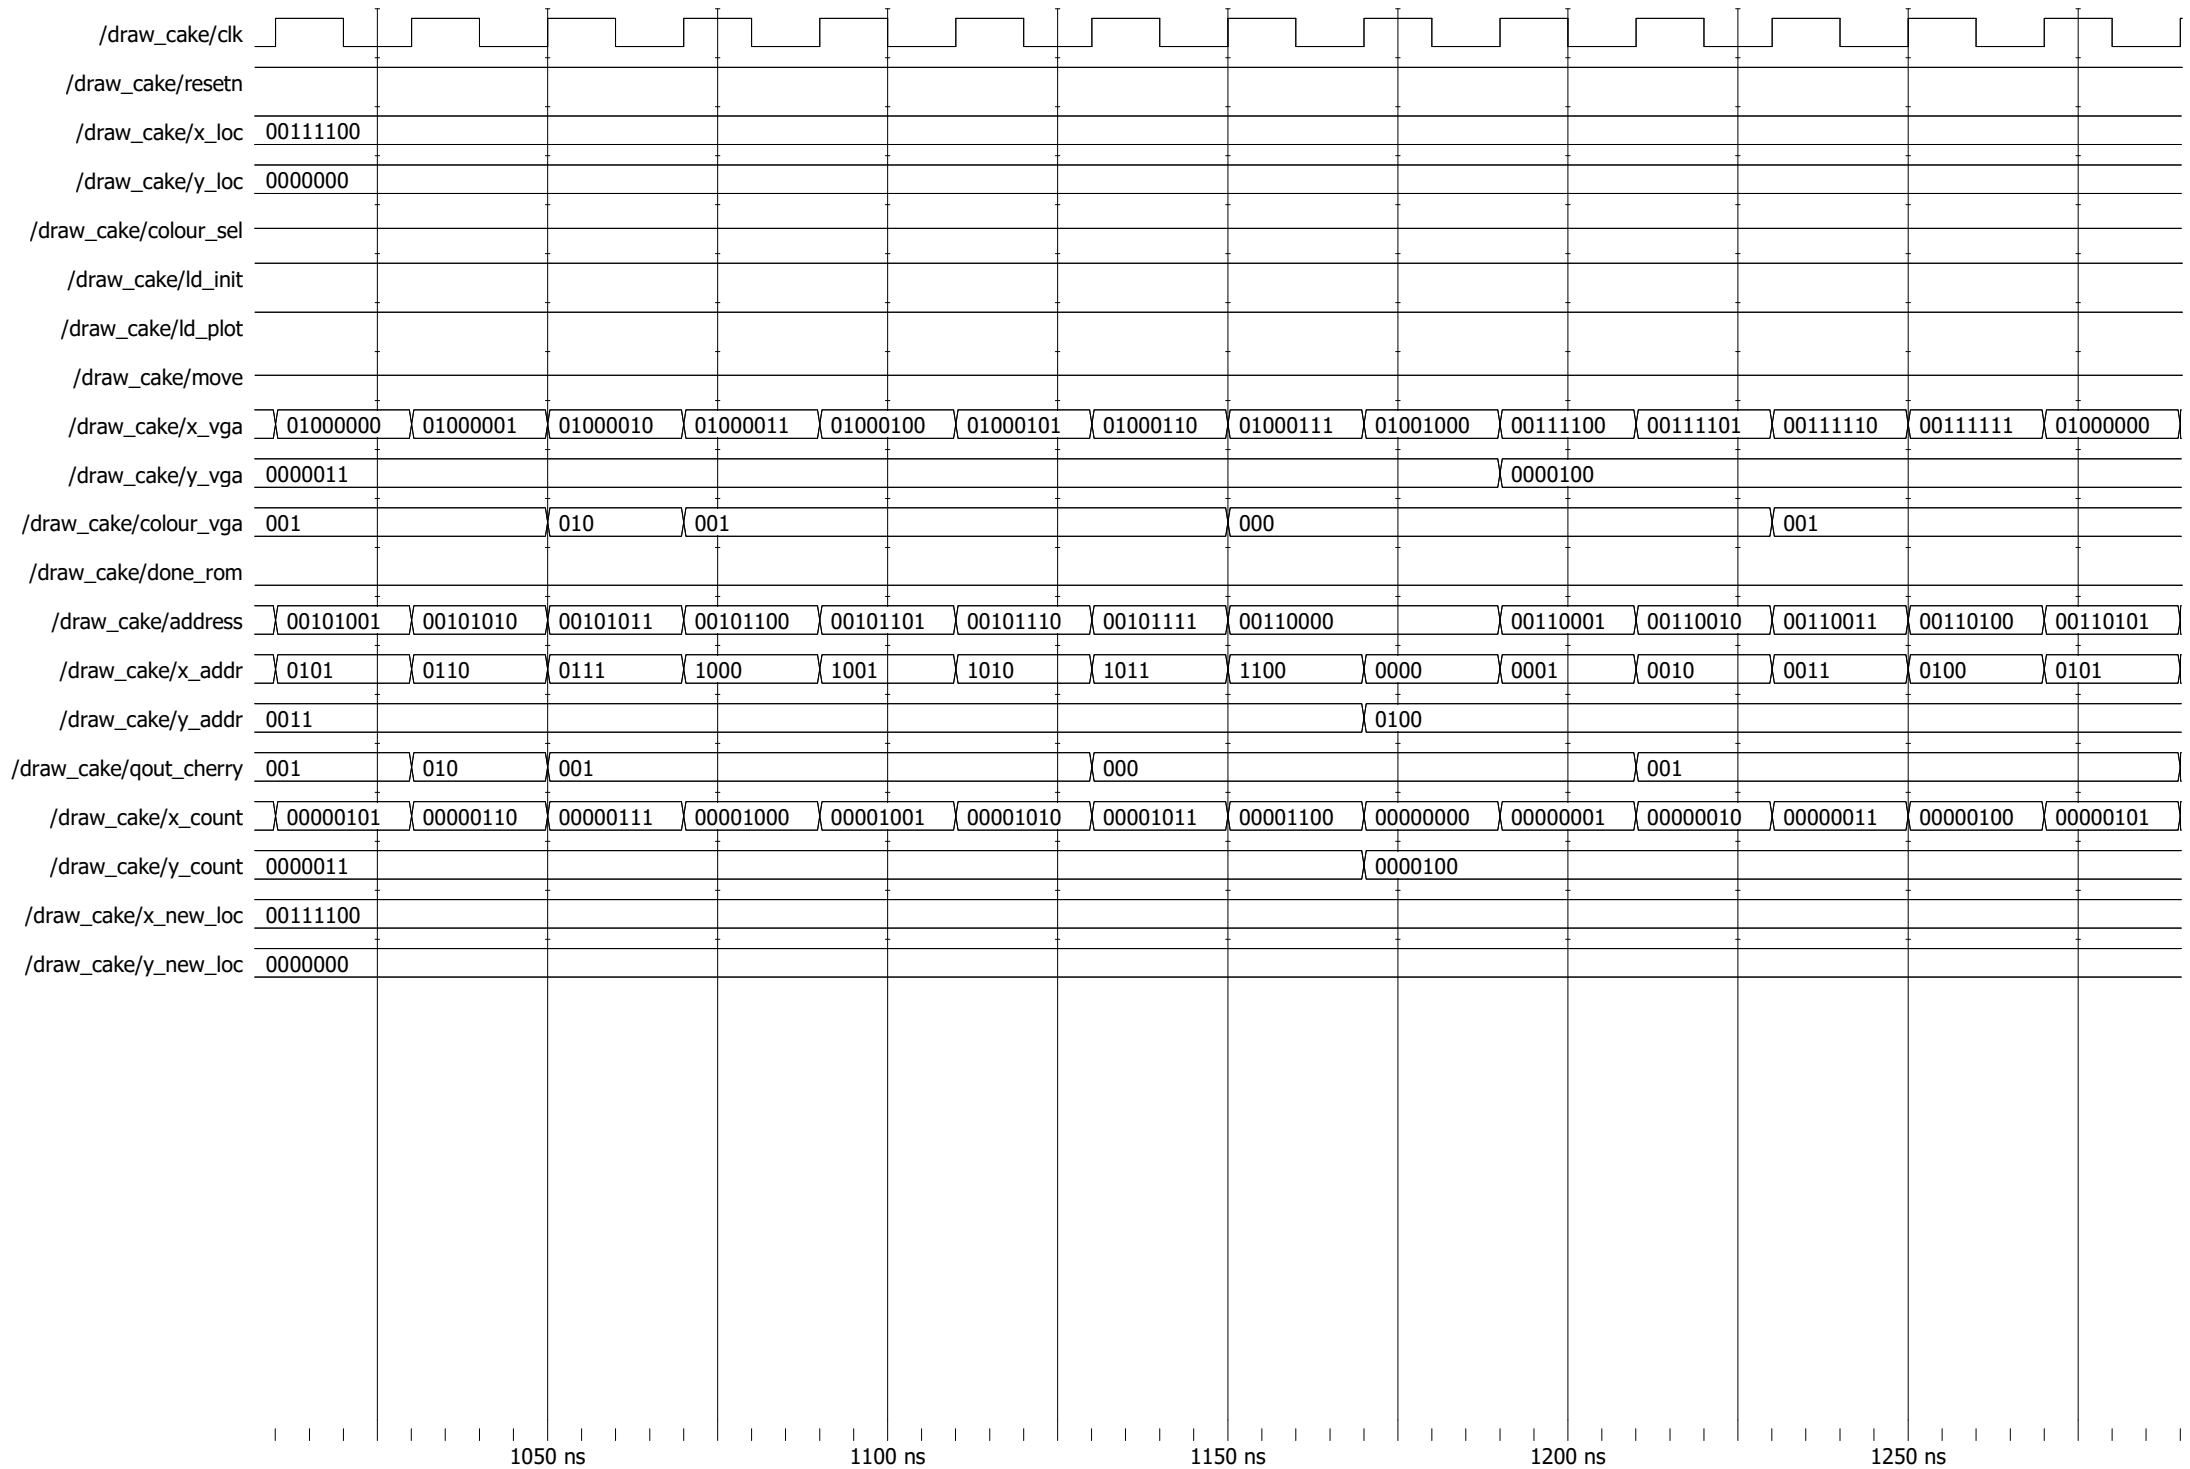 /draw_cake/clk
/draw_cake/resetn
/draw_cake/x_loc 00111100
/draw_cake/y_loc 0000000
/draw_cake/colour_sel
/draw_cake/ld_init
/draw_cake/ld_plot
/draw_cake/move
/draw_cake/x_vga 01000000 01000001 01000010 01000011 01000100 01000101 01000110 01000111 01001000 00111100 00111101 00111110 00111111 01000000
/draw_cake/y_vga 0000011 0000100
/draw_cake/colour_vga 001 010 001 000 001
/draw_cake/done_rom
/draw_cake/address 00101001 00101010 00101011 00101100 00101101 00101110 00101111 00110000 00110001 00110010 00110011 00110100 00110101
/draw_cake/x_addr 0101 0110 0111 1000 1001 1010 1011 1100 0000 0001 0010 0011 0100 0101
/draw_cake/y_addr 0011 0100
/draw_cake/qout_cherry 001 010 001 000 001
/draw_cake/x_count 00000101 00000110 00000111 00001000 00001001 00001010 00001011 00001100 00000000 00000001 00000010 00000011 00000100 00000101
/draw_cake/y_count 0000011 0000100
/draw_cake/x_new_loc 00111100
/draw_cake/y_new_loc 0000000
1050 ns 1100 ns 1150 ns 1200 ns 1250 ns